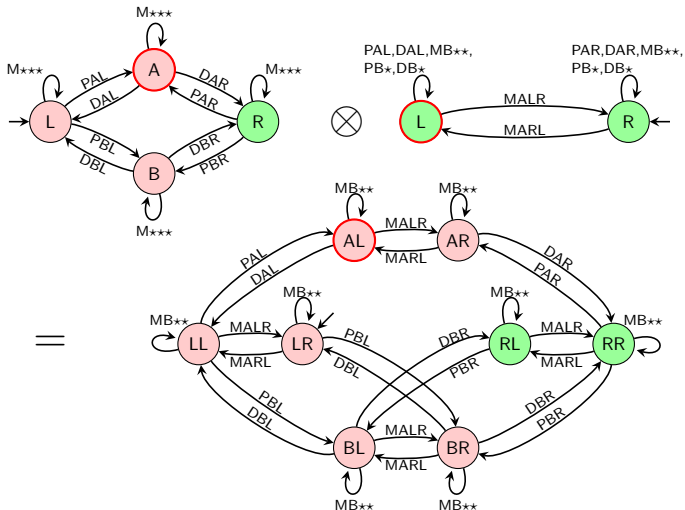 M⋆⋆⋆
PAL,DAL,MB⋆⋆,
PB⋆,DB⋆
PAR,DAR,MB⋆⋆,
PB⋆,DB⋆
M⋆⋆⋆
M⋆⋆⋆
A
PAL
DAL
DAR
PAR
MALR
L
R
⊗
L
R
MARL
PBL
DBL
DBR
PBR
B
M⋆⋆⋆
MB⋆⋆
MB⋆⋆
MALR
AL
AR
MARL
PAL
DAL
DAR
PAR
MB⋆⋆
MB⋆⋆
MB⋆⋆
MALR
PBL
DBR
MALR
MB⋆⋆
=
LL
LR
RL
RR
MARL
DBL
PBR
MARL
PBL
DBL
DBR
PBR
MALR
BL
BR
MARL
MB⋆⋆
MB⋆⋆